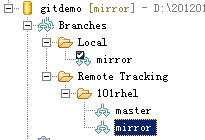 gitdemo [mirror] - D:\201201
Branches
Local
mirror
Remote Tracking
101rhel
master
mirror